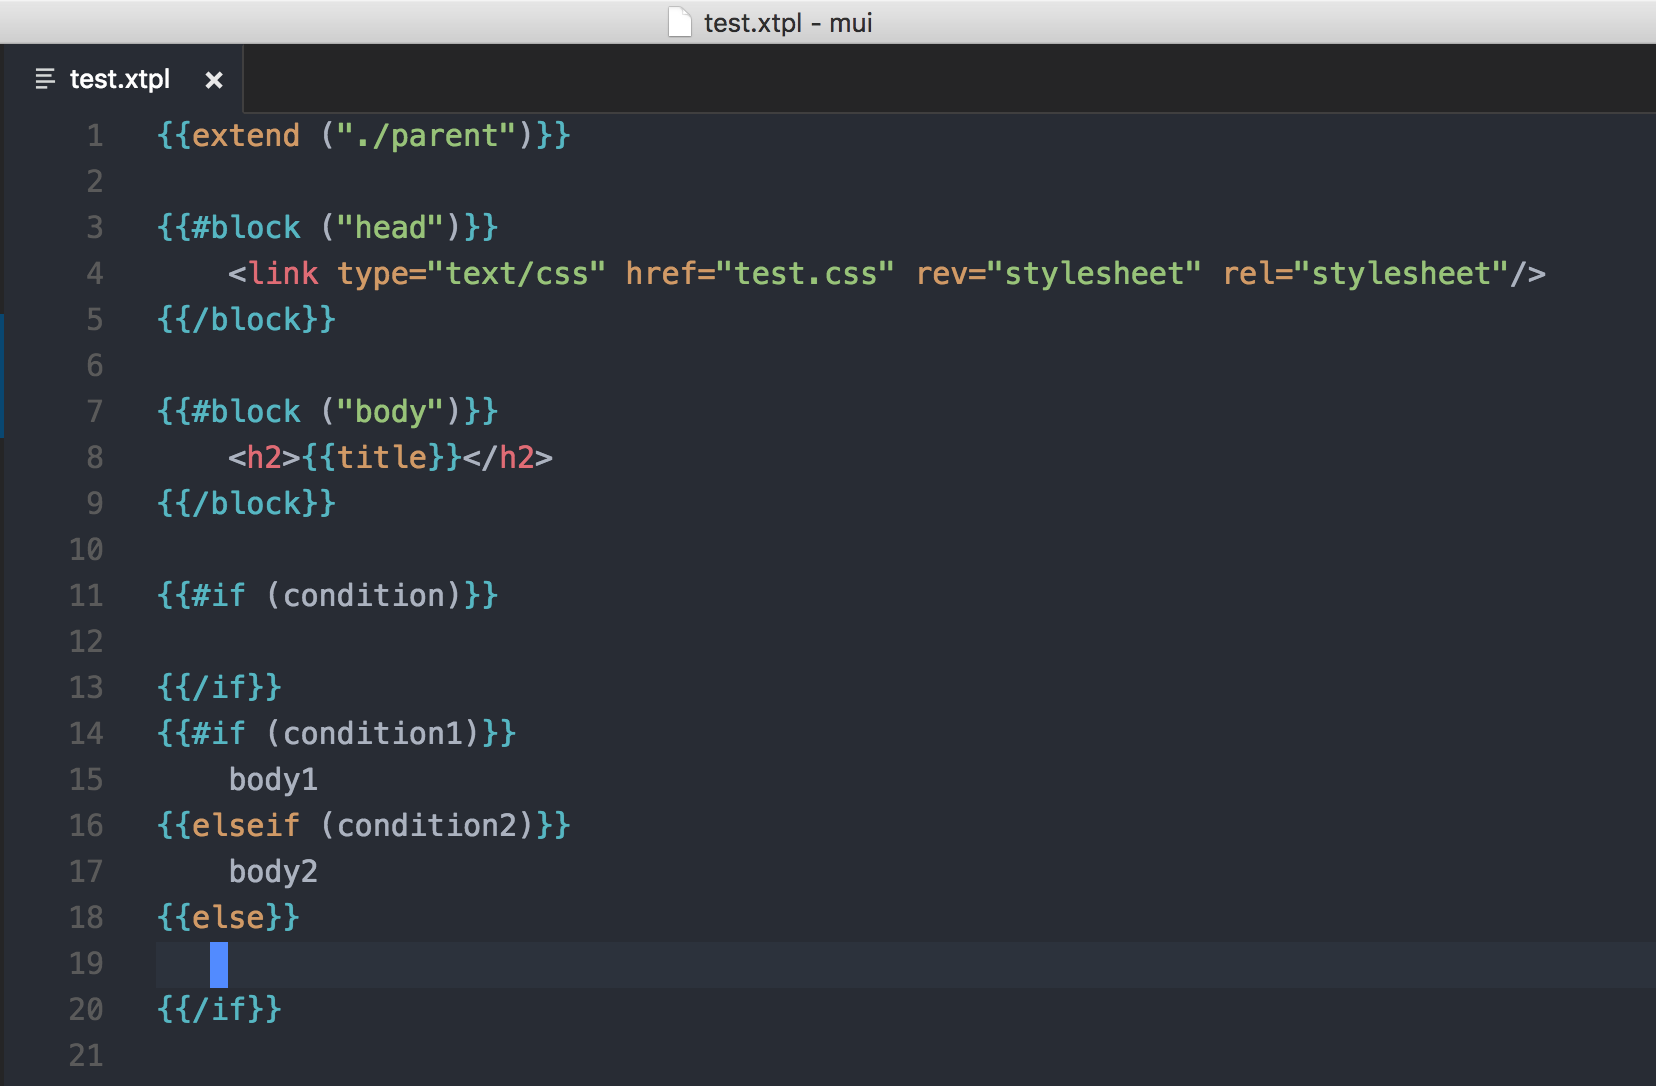 test.xtpl - mui
test.xtpl ×
1 {{extend ("./parent")}}
2
3 {{#block ("head")}}
4     <link type="text/css" href="test.css" rev="stylesheet" rel="stylesheet"/>
5 {{/block}}
6
7 {{#block ("body")}}
8     <h2>{{title}}</h2>
9 {{/block}}
10
11 {{#if (condition)}}
12
13 {{/if}}
14 {{#if (condition1)}}
15     body1
16 {{elseif (condition2)}}
17     body2
18 {{else}}
19
20 {{/if}}
21